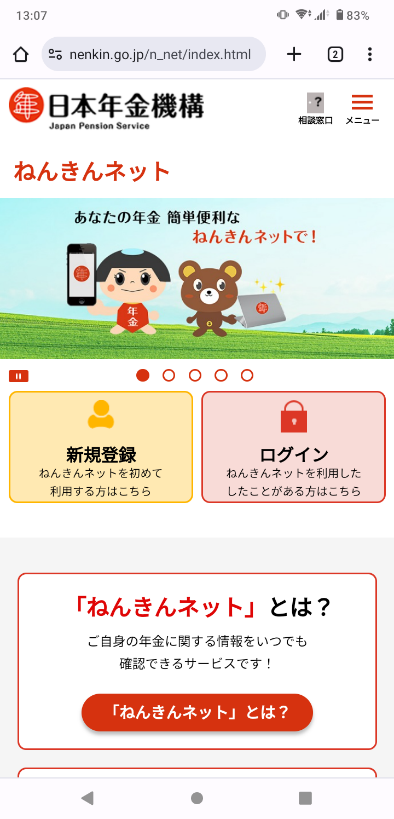 13:07
83%
nenkin.go.jp/n_net/index.html
2
日本年金機構
Japan Pension Service
?
相談窓口
メニュー
ねんきんネット
あなたの年金 簡単便利な
ねんきんネットで!
年金
年
新規登録
ねんきんネットを初めて
利用する方はこちら
ログイン
ねんきんネットを利用した
したことがある方はこちら
「ねんきんネット」とは？
ご自身の年金に関する情報をいつでも
確認できるサービスです！
「ねんきんネット」とは？